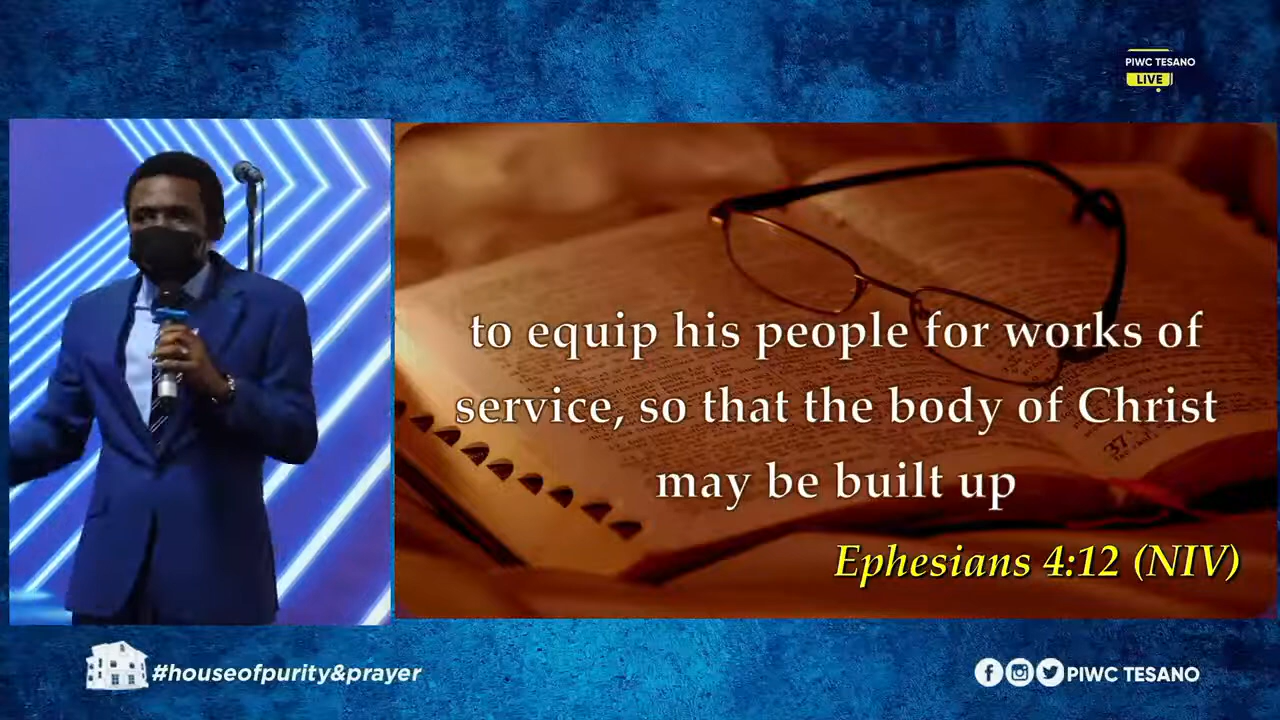 PIWC TESANO
LIVE
to equip his people for works of
service, so that the body of Christ
may be built up
Ephesians 4:12 (NIV)
#houseofpurity&prayer
PIWC TESANO